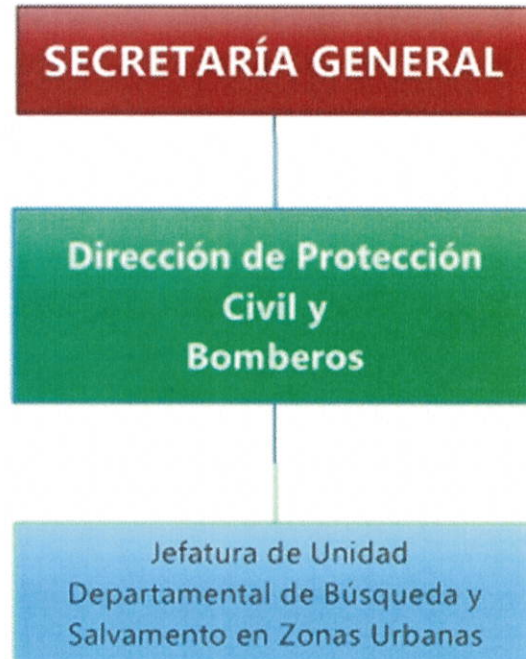 SECRETARÍA GENERAL
Dirección de Protección
Civil y
Bomberos
Jefatura de Unidad
Departamental de Búsqueda y
Salvamento en Zonas Urbanas